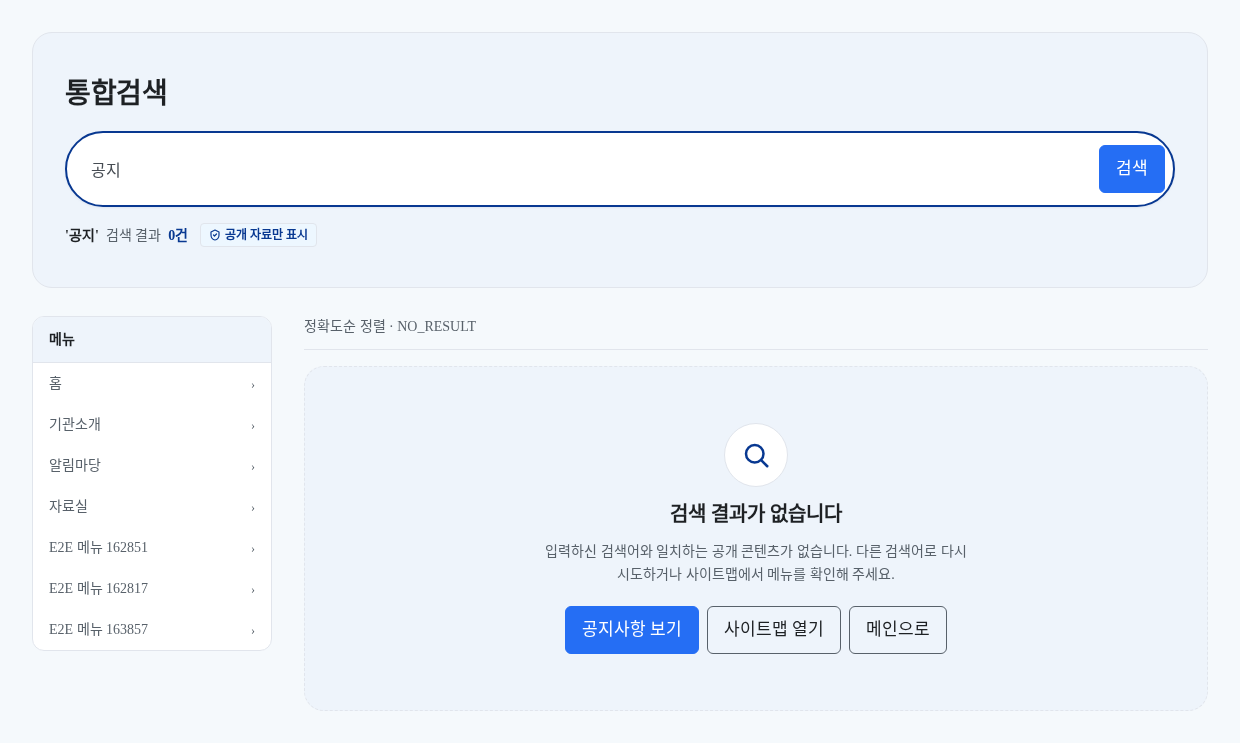 통합검색
공지
검색
'공지' 검색 결과 0건
공개 자료만 표시
메뉴
홈 ›
기관소개 ›
알림마당 ›
자료실 ›
E2E 메뉴 162851 ›
E2E 메뉴 162817 ›
E2E 메뉴 163857 ›
정확도순 정렬 · NO_RESULT
검색 결과가 없습니다
입력하신 검색어와 일치하는 공개 콘텐츠가 없습니다. 다른 검색어로 다시
시도하거나 사이트맵에서 메뉴를 확인해 주세요.
공지사항 보기
사이트맵 열기
메인으로